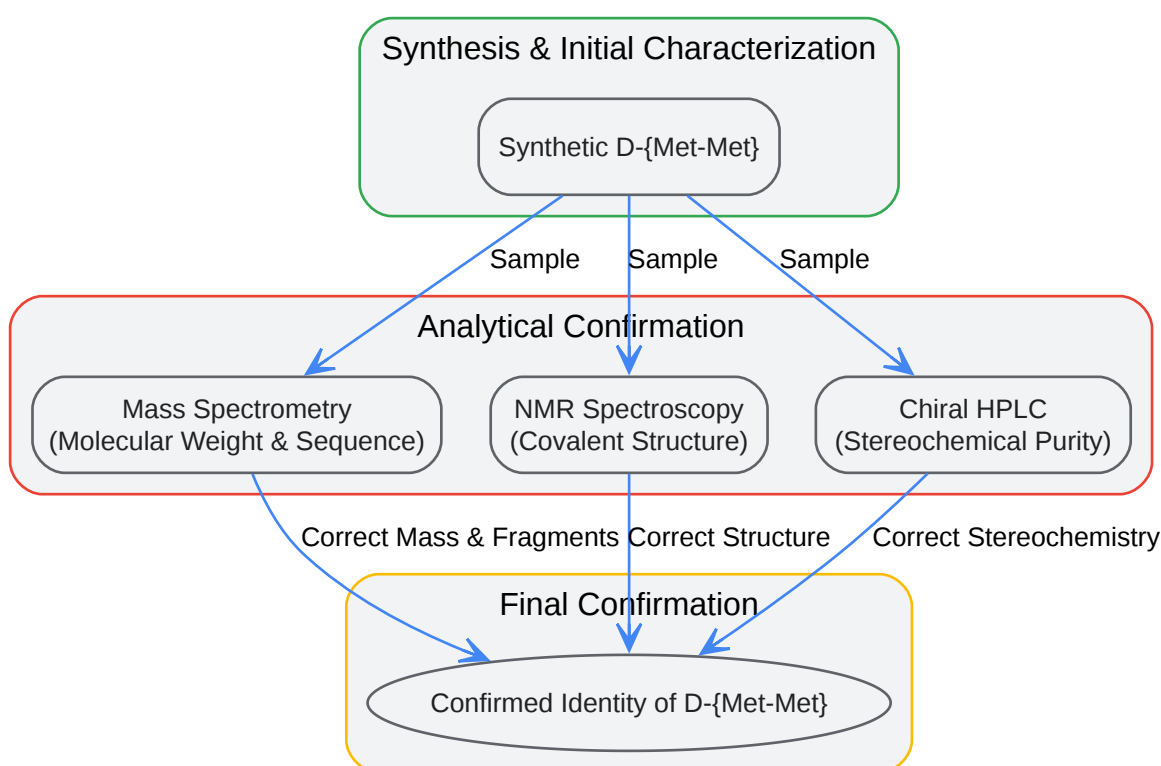 Synthesis & Initial Characterization
Synthetic D-{Met-Met}
Sample
Sample
Sample
Analytical Confirmation
Mass Spectrometry
(Molecular Weight & Sequence)
NMR Spectroscopy
(Covalent Structure)
Chiral HPLC
(Stereochemical Purity)
Correct Mass & Fragments
Correct Structure
Correct Stereochemistry
Final Confirmation
Confirmed Identity of D-{Met-Met}